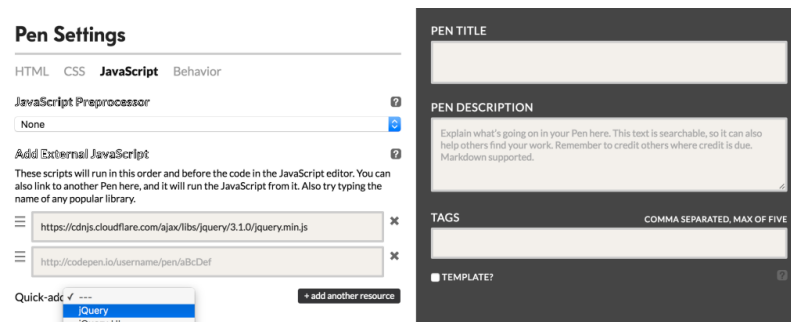 Pen Settings
HTML CSS JavaScript Behavior
JavaScript Preprocessor ?
None
Add External JavaScript ?
These scripts will run in this order and before the code in the JavaScript editor. You can
also link to another Pen here, and it will run the JavaScript from it. Also try typing the
name of any popular library.
https://cdnjs.cloudflare.com/ajax/libs/jquery/3.1.0/jquery.min.js
http://codepen.io/username/pen/aBcDef
Quick-add ✓ ---
+ add another resource
jQuery
PEN TITLE
PEN DESCRIPTION
Explain what's going on in your Pen here. This text is searchable, so it can also
help others find your work. Remember to credit others where credit is due.
Markdown supported.
TAGS COMMA SEPARATED, MAX OF FIVE
TEMPLATE? ?